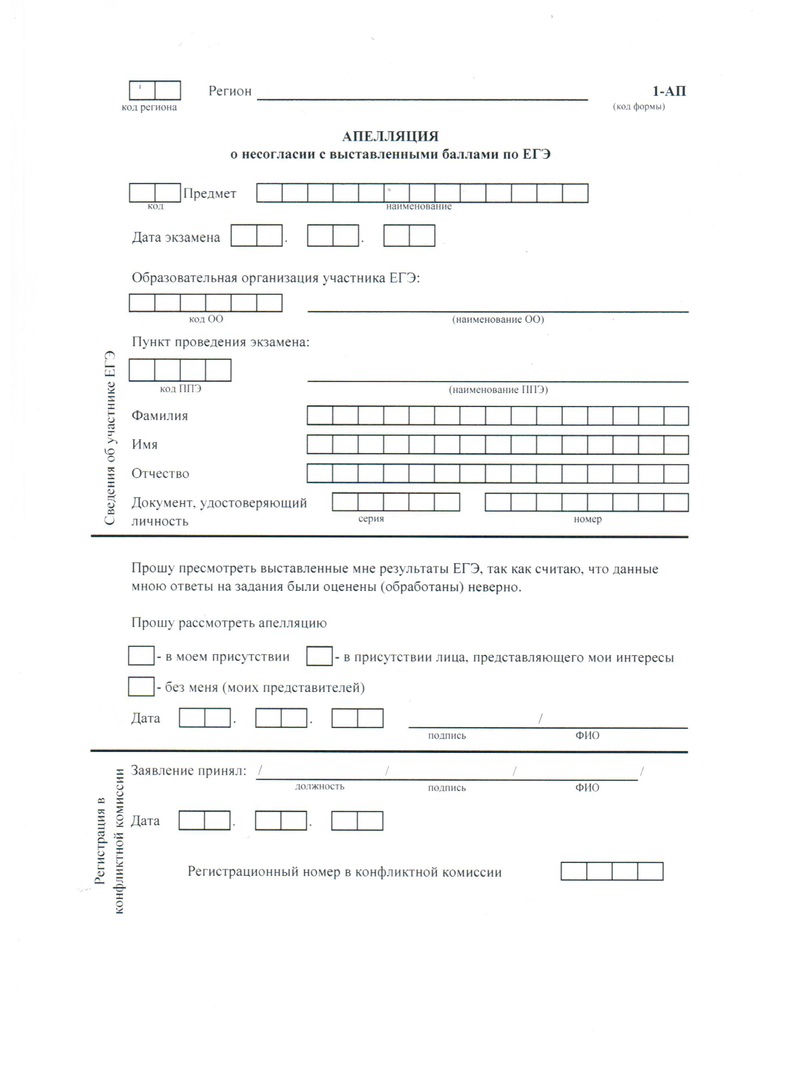 Регион 1-АП
код региона (код формы)
АПЕЛЛЯЦИЯ
о несогласии с выставленными баллами по ЕГЭ
Предмет
код наименование
Дата экзамена . .
Образовательная организация участника ЕГЭ:
код ОО (наименование ОО)
Пункт проведения экзамена:
код ППЭ (наименование ППЭ)
Сведения об участнике ЕГЭ
Фамилия
Имя
Отчество
Документ, удостоверяющий
личность серия номер
Прошу пресмотреть выставленные мне результаты ЕГЭ, так как считаю, что данные
мною ответы на задания были оценены (обработаны) неверно.
Прошу рассмотреть апелляцию
- в моем присутствии - в присутствии лица, представляющего мои интересы
- без меня (моих представителей)
Дата . . /
подпись ФИО
Регистрация в
конфликтной комиссии
Заявление принял: / / / /
должность подпись ФИО
Дата . .
Регистрационный номер в конфликтной комиссии